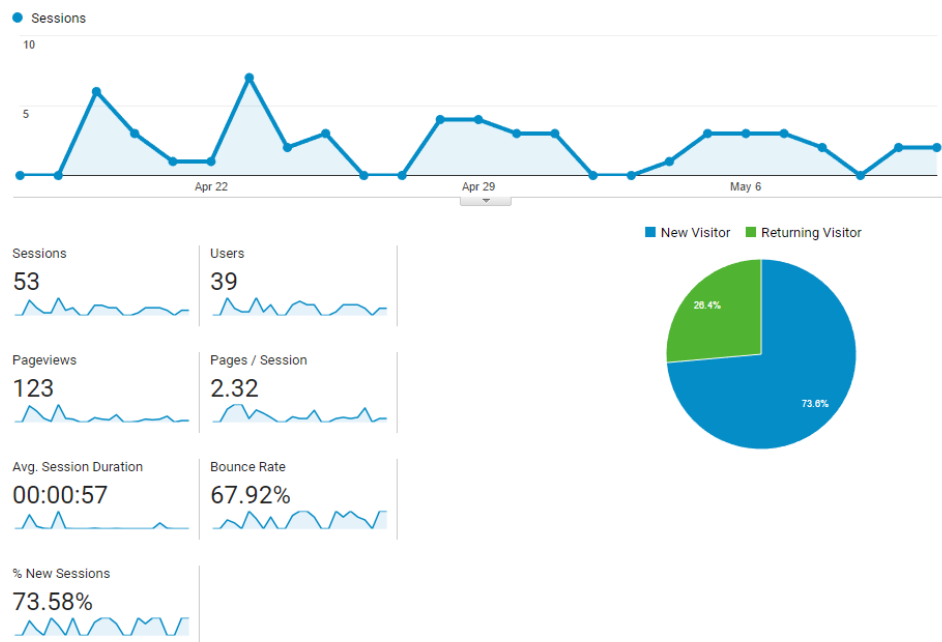 Sessions
10
5
Apr 22
Apr 29
May 6
New Visitor
Returning Visitor
Sessions
53
Users
39
26.4%
73.6%
Pageviews
123
Pages / Session
2.32
Avg. Session Duration
00:00:57
Bounce Rate
67.92%
% New Sessions
73.58%